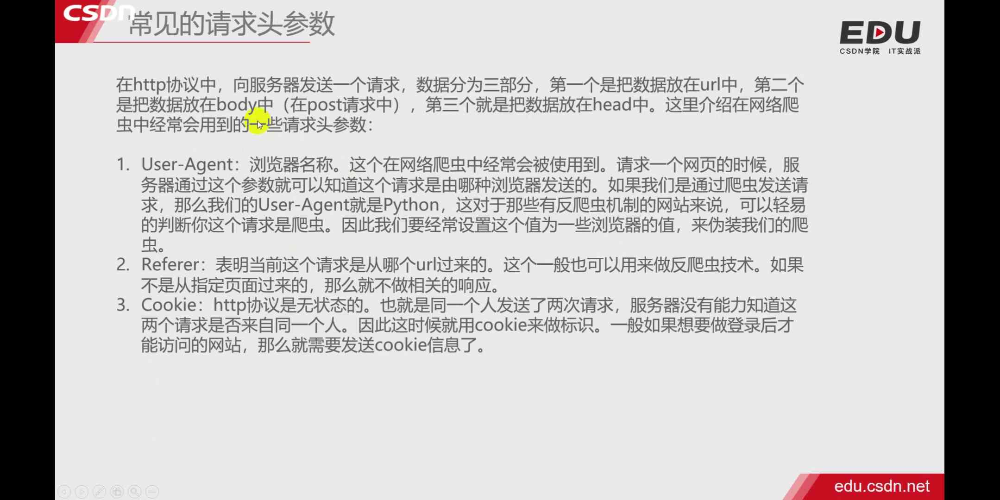 CSDN
常见的请求头参数
EDU
CSDN学院 IT实战派
在http协议中，向服务器发送一个请求，数据分为三部分，第一个是把数据放在url中，第二个
是把数据放在body中（在post请求中），第三个就是把数据放在head中。这里介绍在网络爬
虫中经常会用到的一些请求头参数：
1. User-Agent：浏览器名称。这个在网络爬虫中经常会被使用到。请求一个网页的时候，服
务器通过这个参数就可以知道这个请求是由哪种浏览器发送的。如果我们是通过爬虫发送请
求，那么我们的User-Agent就是Python，这对于那些有反爬虫机制的网站来说，可以轻易
的判断你这个请求是爬虫。因此我们要经常设置这个值为一些浏览器的值，来伪装我们的爬
虫。
2. Referer：表明当前这个请求是从哪个url过来的。这个一般也可以用来做反爬虫技术。如果
不是从指定页面过来的，那么就不做相关的响应。
3. Cookie：http协议是无状态的。也就是同一个人发送了两次请求，服务器没有能力知道这
两个请求是否来自同一个人。因此这时候就用cookie来做标识。一般如果想要做登录后才
能访问的网站，那么就需要发送cookie信息了。
edu.csdn.net